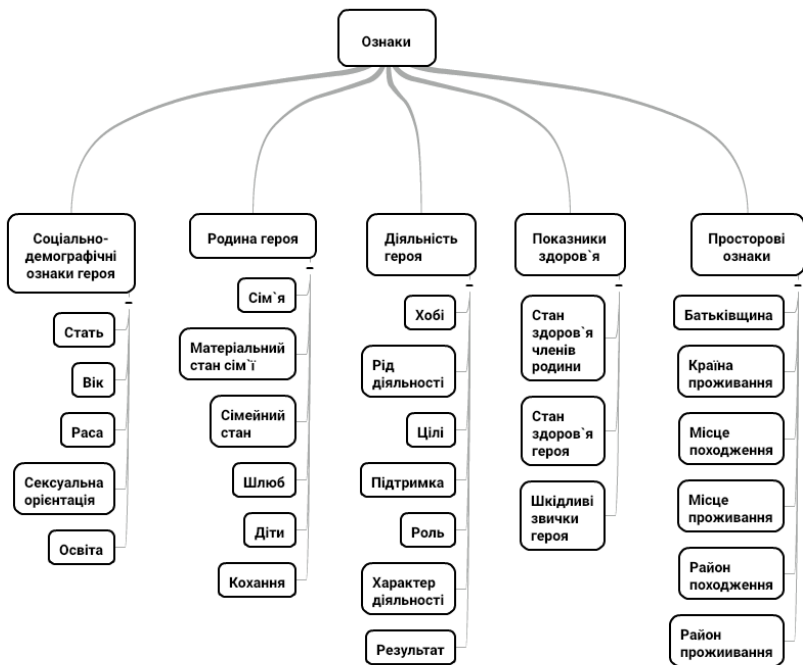 Ознаки
Соціально-
демографічні
ознаки героя
Стать
Вік
Раса
Сексуальна
орієнтація
Освіта
Родина героя
Сім`я
Матеріальний
стан сім`ї
Сімейний
стан
Шлюб
Діти
Кохання
Діяльність
героя
Хобі
Рід
діяльності
Цілі
Підтримка
Роль
Характер
діяльності
Результат
Показники
здоров`я
Стан
здоров`я
членів
родини
Стан
здоров`я
героя
Шкідливі
звички
героя
Просторові
ознаки
Батьківщина
Країна
проживання
Місце
походження
Місце
проживання
Район
походження
Район
прожиивання